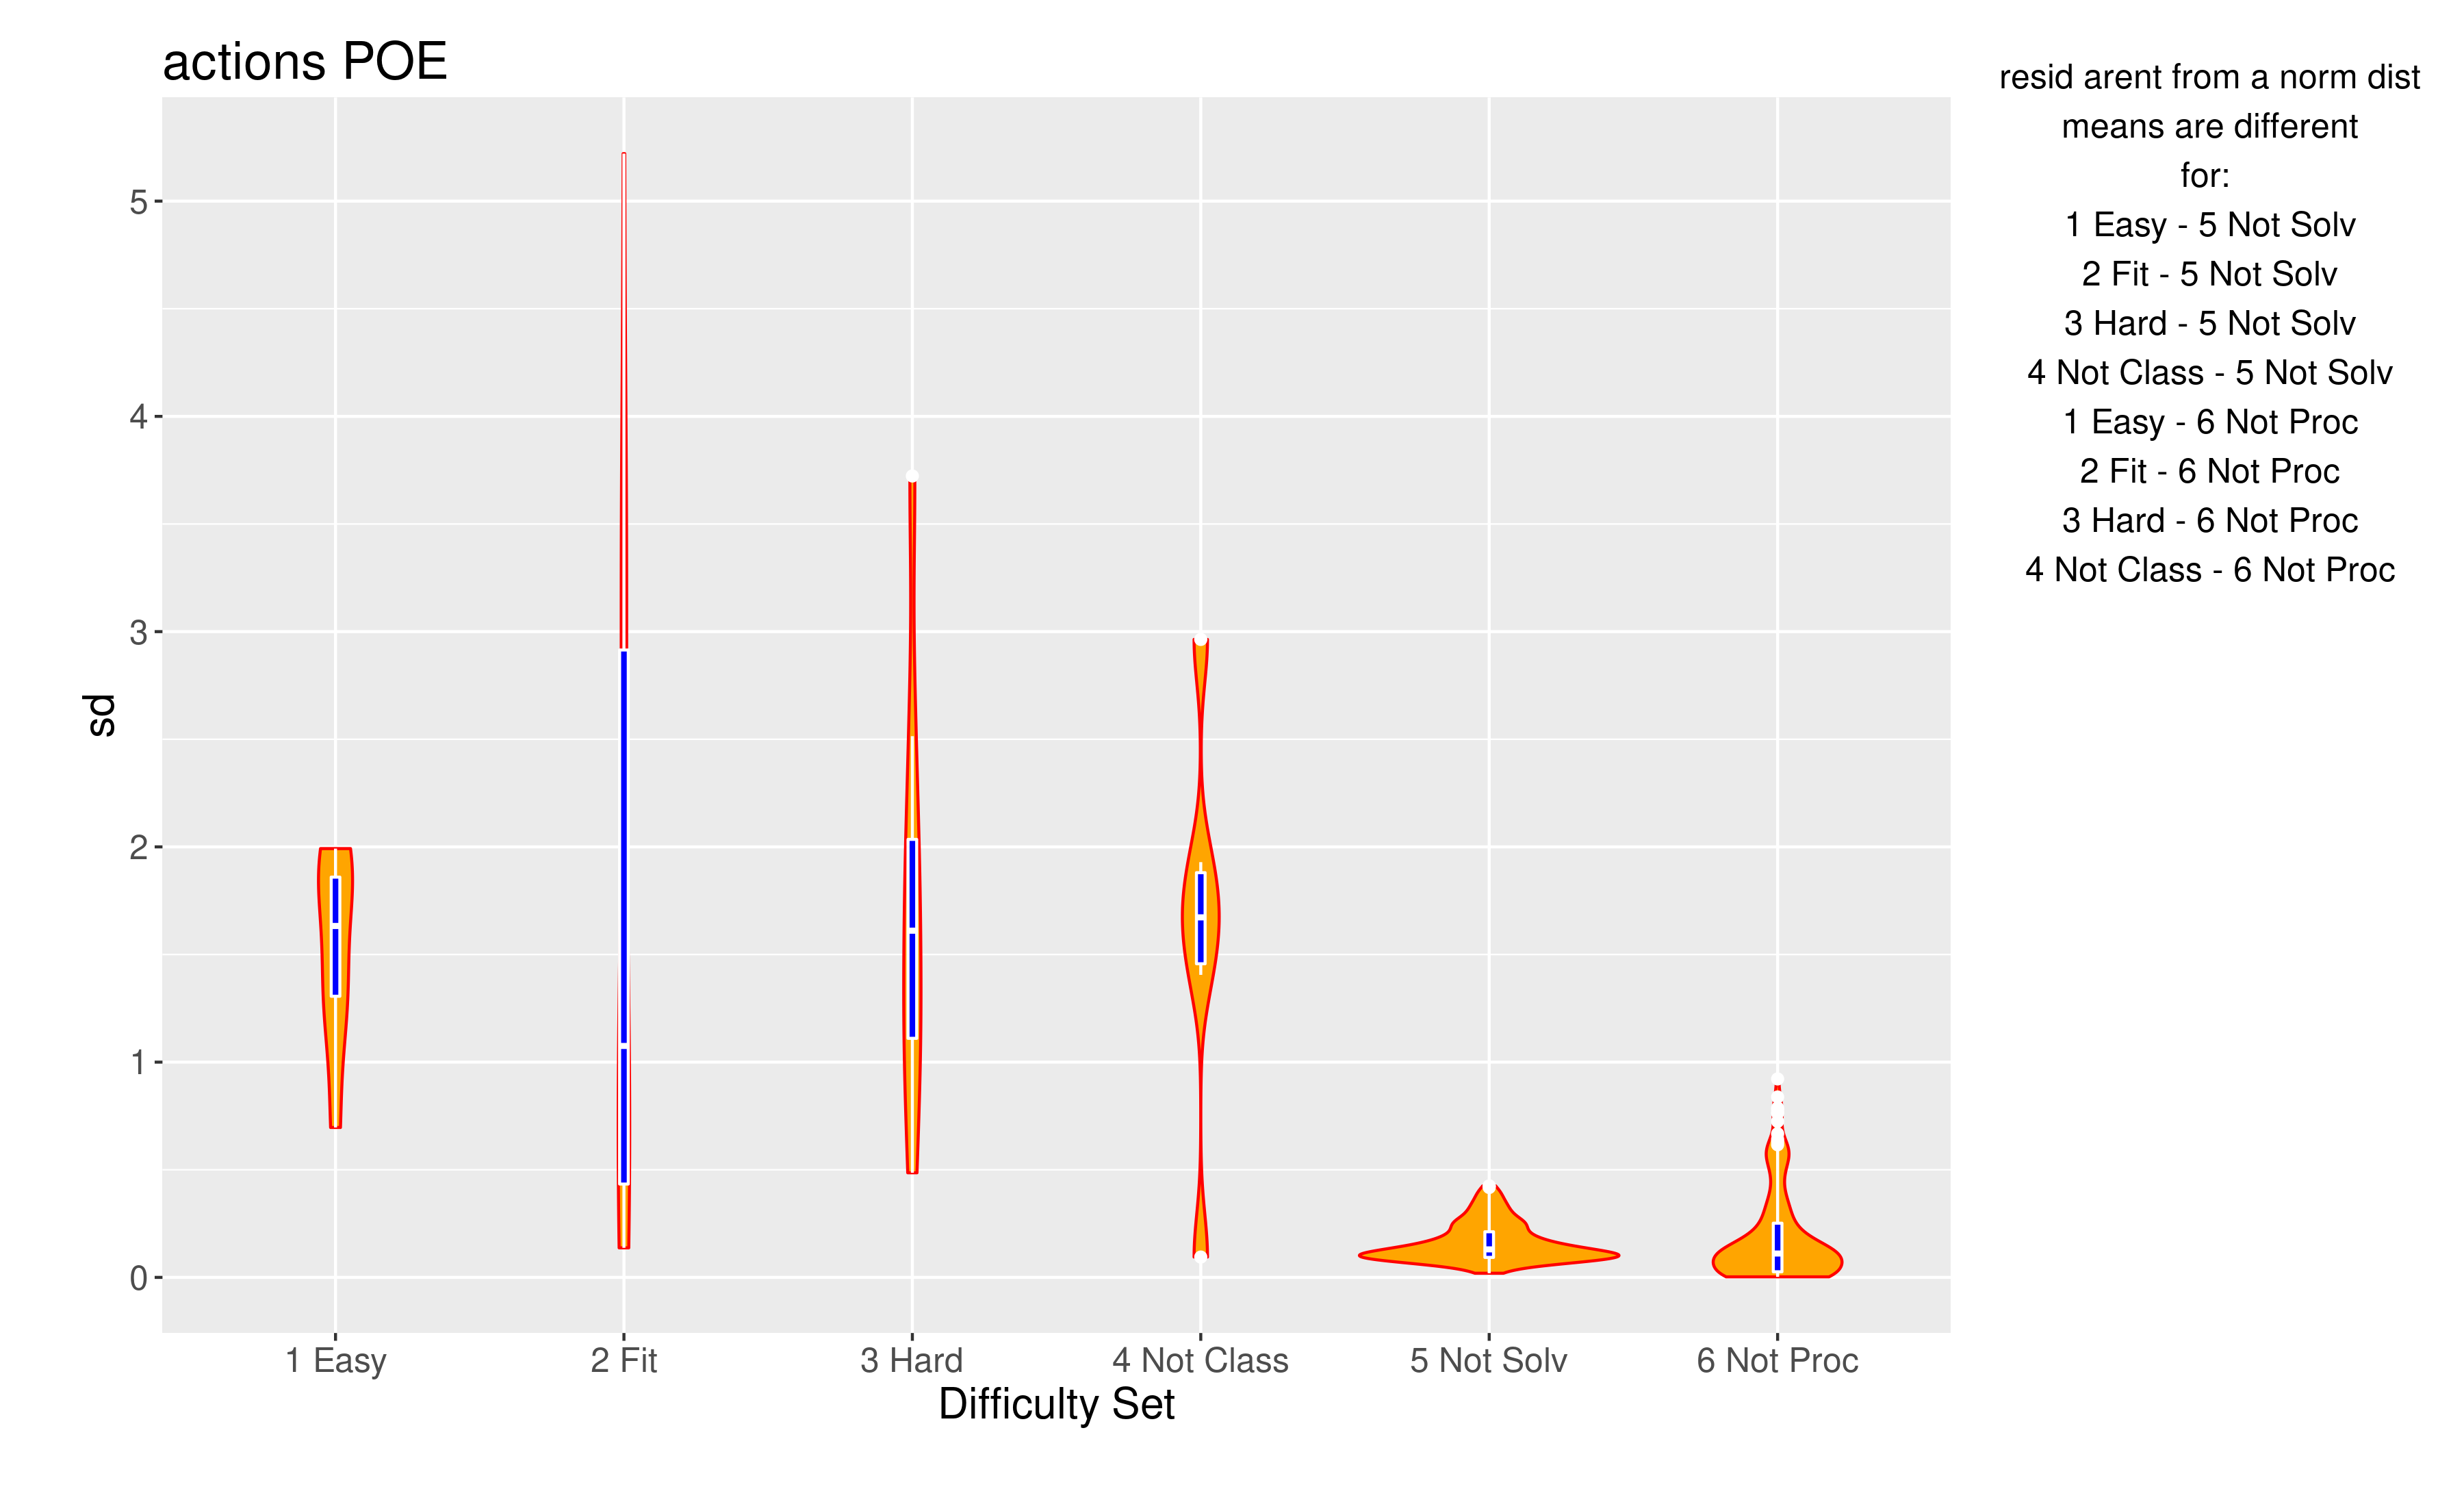 actions POE
resid arent from a norm dist
means are different
for:
1 Easy - 5 Not Solv
2 Fit - 5 Not Solv
3 Hard - 5 Not Solv
4 Not Class - 5 Not Solv
1 Easy - 6 Not Proc
2 Fit - 6 Not Proc
3 Hard - 6 Not Proc
4 Not Class - 6 Not Proc
sd
5
4
3
2
1
0
1 Easy
2 Fit
3 Hard
4 Not Class
5 Not Solv
6 Not Proc
Difficulty Set